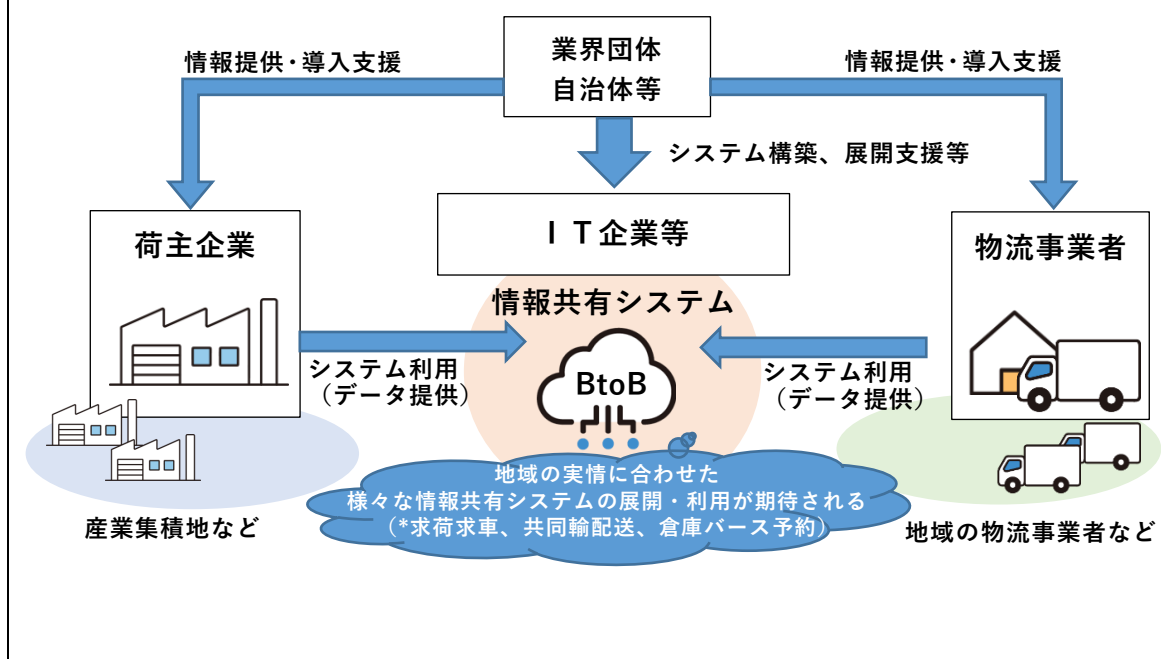 業界団体
自治体等
情報提供・導入支援
情報提供・導入支援
システム構築、展開支援等
荷主企業
ＩＴ企業等
物流事業者
情報共有システム
BtoB
システム利用
（データ提供）
システム利用
（データ提供）
地域の実情に合わせた
様々な情報共有システムの展開・利用が期待される
（*求荷求車、共同輸配送、倉庫バース予約）
産業集積地など
地域の物流事業者など